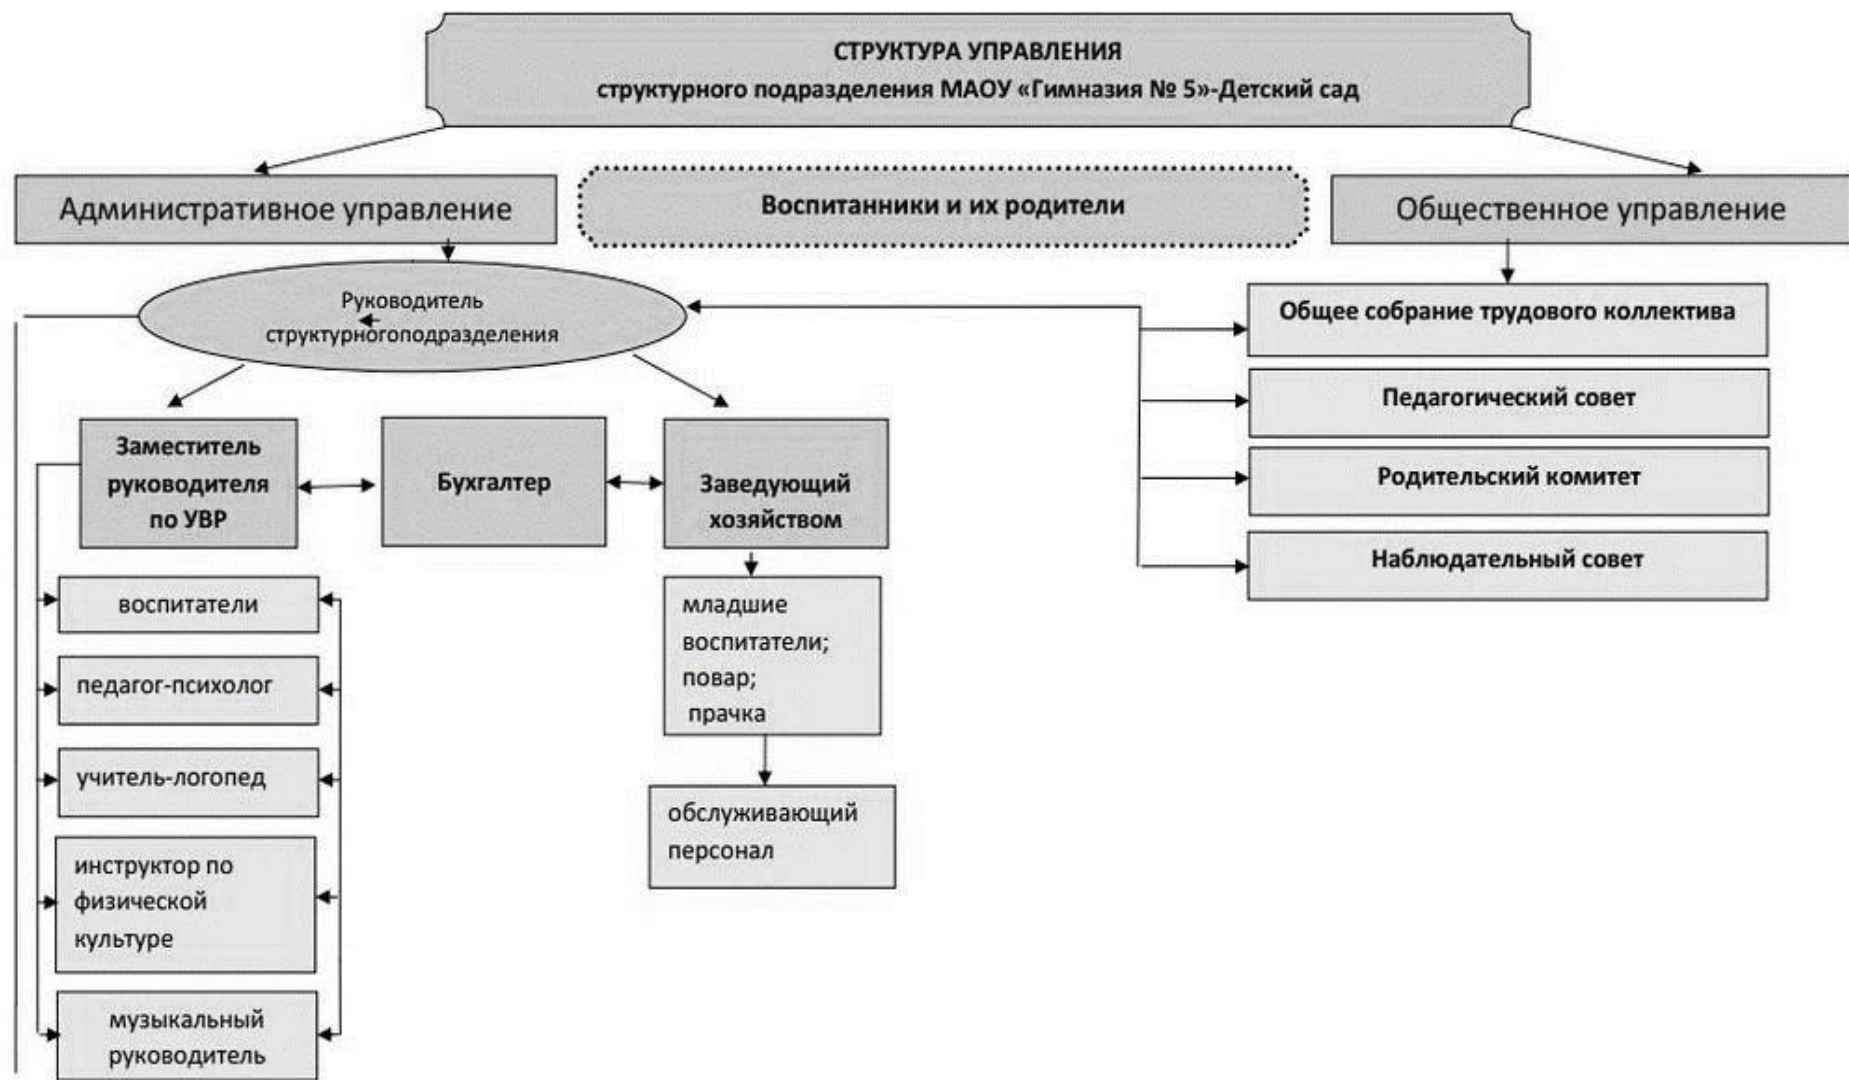 СТРУКТУРА УПРАВЛЕНИЯ
структурного подразделения МАОУ «Гимназия № 5»-Детский сад
Административное управление
Воспитанники и их родители
Общественное управление
Руководитель
структурногоподразделения
Общее собрание трудового коллектива
Педагогический совет
Родительский комитет
Наблюдательный совет
Заместитель
руководителя
по УВР
Бухгалтер
Заведующий
хозяйством
воспитатели
педагог-психолог
учитель-логопед
инструктор по
физической
культуре
музыкальный
руководитель
младшие
воспитатели;
повар;
прачка
обслуживающий
персонал